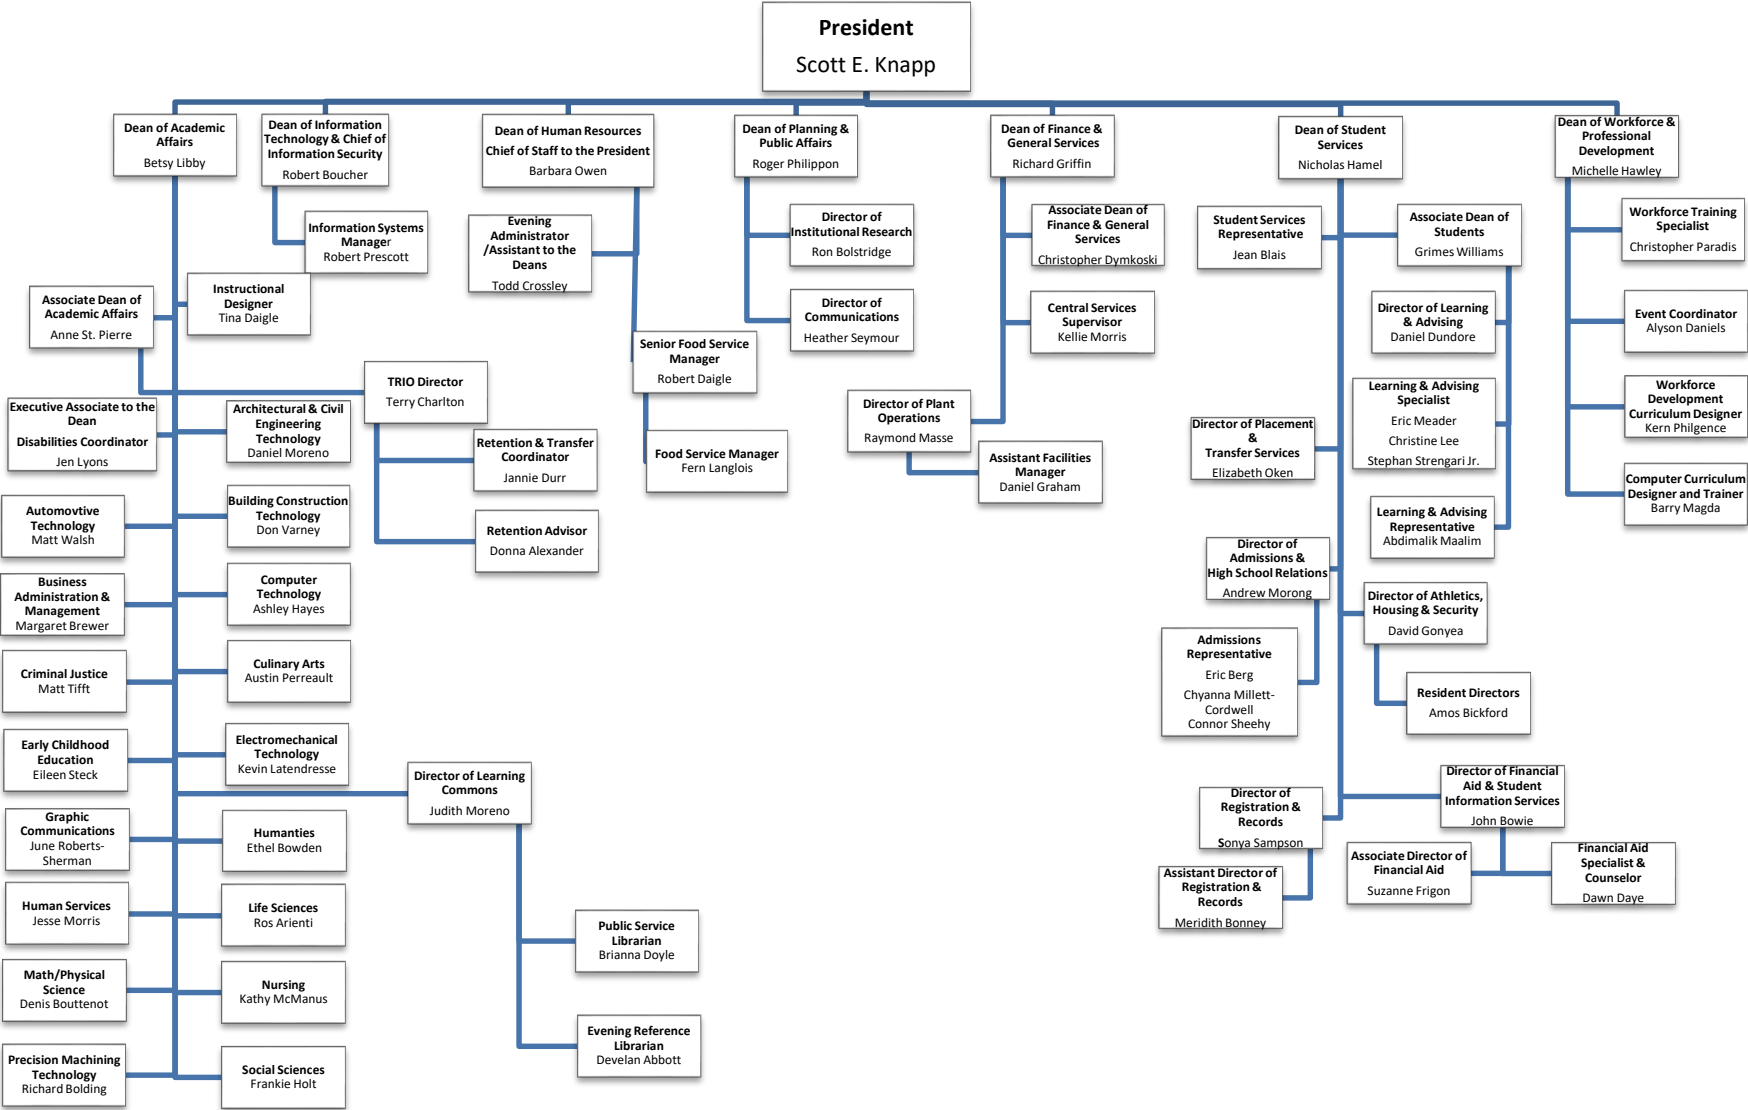 President
Scott E. Knapp
Dean of Academic
Affairs
Betsy Libby
Dean of Information
Technology & Chief of
Information Security
Robert Boucher
Dean of Human Resources
Chief of Staff to the President
Barbara Owen
Dean of Planning &
Public Affairs
Roger Philippon
Dean of Finance &
General Services
Richard Griffin
Dean of Student
Services
Nicholas Hamel
Dean of Workforce &
Professional
Development
Michelle Hawley
Information Systems
Manager
Robert Prescott
Evening
Administrator
/Assistant to the
Deans
Todd Crossley
Director of
Institutional Research
Ron Bolstridge
Associate Dean of
Finance & General
Services
Christopher Dymkoski
Student Services
Representative
Jean Blais
Associate Dean of
Students
Grimes Williams
Workforce Training
Specialist
Christopher Paradis
Associate Dean of
Academic Affairs
Anne St. Pierre
Instructional
Designer
Tina Daigle
Senior Food Service
Manager
Robert Daigle
Director of
Communications
Heather Seymour
Central Services
Supervisor
Kellie Morris
Director of Learning
& Advising
Daniel Dundore
Event Coordinator
Alyson Daniels
TRIO Director
Terry Charlton
Executive Associate to the
Dean
Disabilities Coordinator
Jen Lyons
Architectural & Civil
Engineering
Technology
Daniel Moreno
Retention & Transfer
Coordinator
Jannie Durr
Food Service Manager
Fern Langlois
Director of Plant
Operations
Raymond Masse
Assistant Facilities
Manager
Daniel Graham
Director of Placement
&
Transfer Services
Elizabeth Oken
Learning & Advising
Specialist
Eric Meader
Christine Lee
Stephan Strengari Jr.
Workforce
Development
Curriculum Designer
Kern Philgence
Computer Curriculum
Designer and Trainer
Barry Magda
Automovtive
Technology
Matt Walsh
Building Construction
Technology
Don Varney
Retention Advisor
Donna Alexander
Learning & Advising
Representative
Abdimalik Maalim
Director of
Admissions &
High School Relations
Andrew Morong
Business
Administration &
Management
Margaret Brewer
Computer
Technology
Ashley Hayes
Director of Athletics,
Housing & Security
David Gonyea
Admissions
Representative
Eric Berg
Chyanna Millett-
Cordwell
Connor Sheehy
Resident Directors
Amos Bickford
Criminal Justice
Matt Tifft
Culinary Arts
Austin Perreault
Early Childhood
Education
Eileen Steck
Electromechanical
Technology
Kevin Latendresse
Director of Learning
Commons
Judith Moreno
Director of
Registration &
Records
Sonya Sampson
Director of Financial
Aid & Student
Information Services
John Bowie
Graphic
Communications
June Roberts-
Sherman
Humanties
Ethel Bowden
Assistant Director of
Registration &
Records
Meridith Bonney
Associate Director of
Financial Aid
Suzanne Frigon
Financial Aid
Specialist &
Counselor
Dawn Daye
Human Services
Jesse Morris
Life Sciences
Ros Arienti
Public Service
Librarian
Brianna Doyle
Math/Physical
Science
Denis Bouttenot
Nursing
Kathy McManus
Evening Reference
Librarian
Develan Abbott
Precision Machining
Technology
Richard Bolding
Social Sciences
Frankie Holt